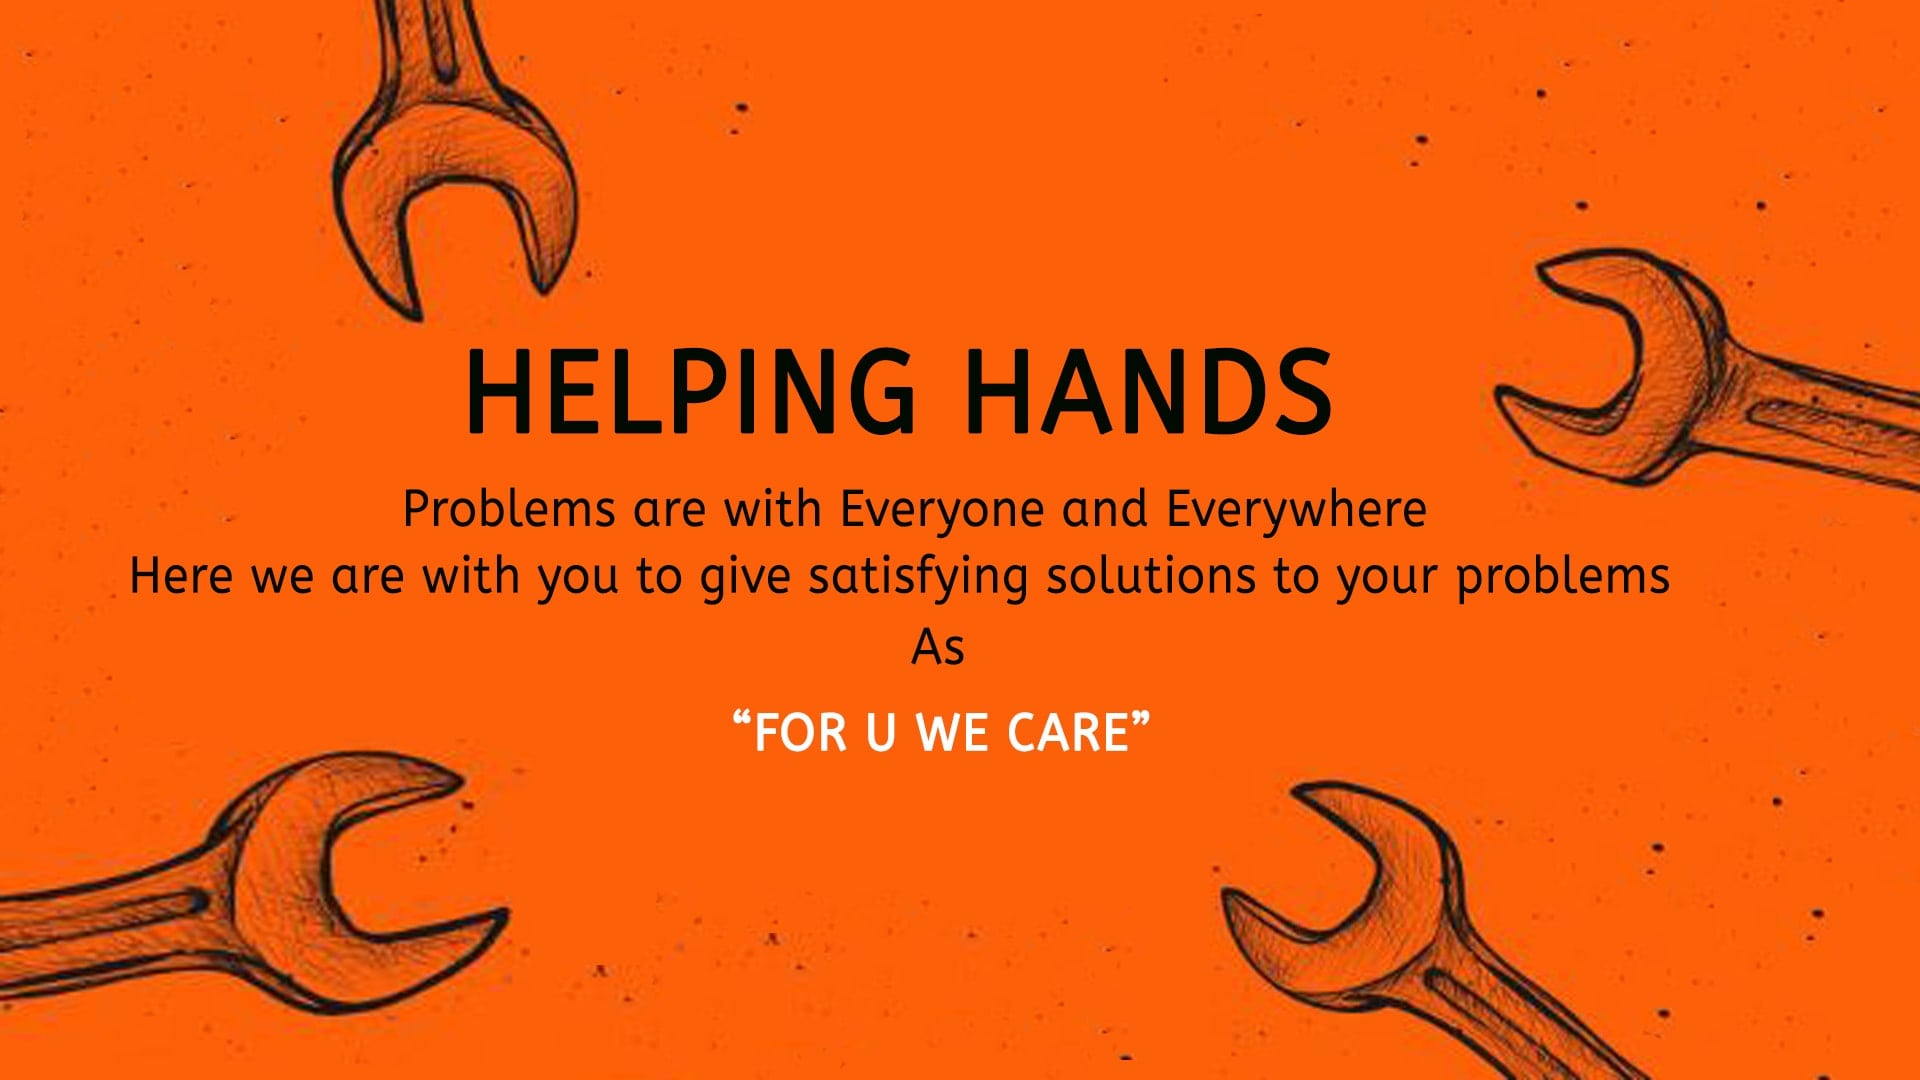 HELPING HANDS
Problems are with Everyone and Everywhere
Here we are with you to give satisfying solutions to your problems
As
“FOR U WE CARE”